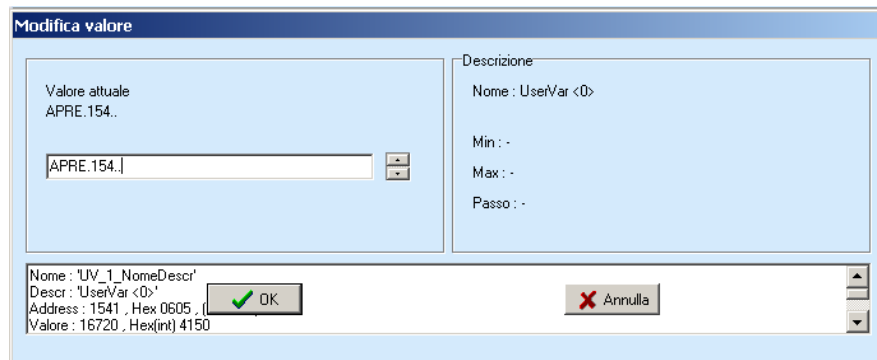 Modifica valore
Valore attuale
APRE.154..
APRE.154..
Descrizione
Nome : UserVar <0>
Min : -
Max : -
Passo : -
Nome : 'UV_1_NomeDescr'
Descr : 'UserVar <0>'
Address : 1541 , Hex 0605 , (
Valore : 16720 , Hex(int) 4150
OK
Annulla